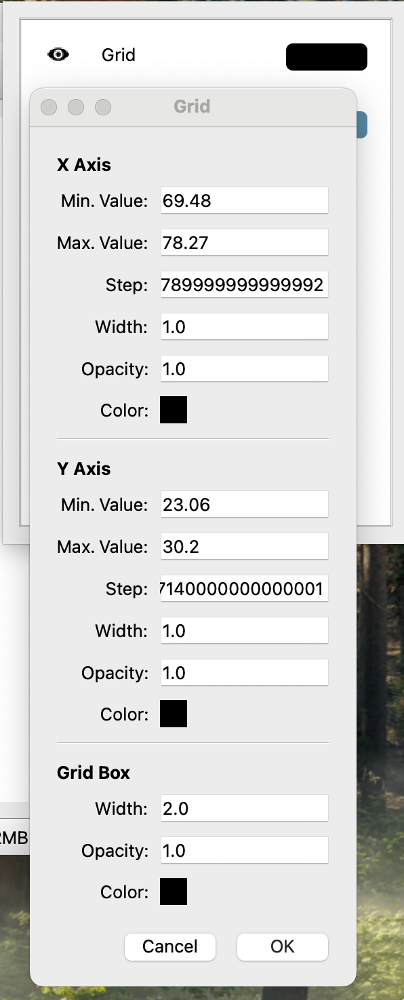 Grid
Grid
X Axis
Min. Value: 69.48
Max. Value: 78.27
Step: 789999999999992
Width: 1.0
Opacity: 1.0
Color:
Y Axis
Min. Value: 23.06
Max. Value: 30.2
Step: 7140000000000001
Width: 1.0
Opacity: 1.0
Color:
Grid Box
Width: 2.0
2MB
Opacity: 1.0
Color:
Cancel OK